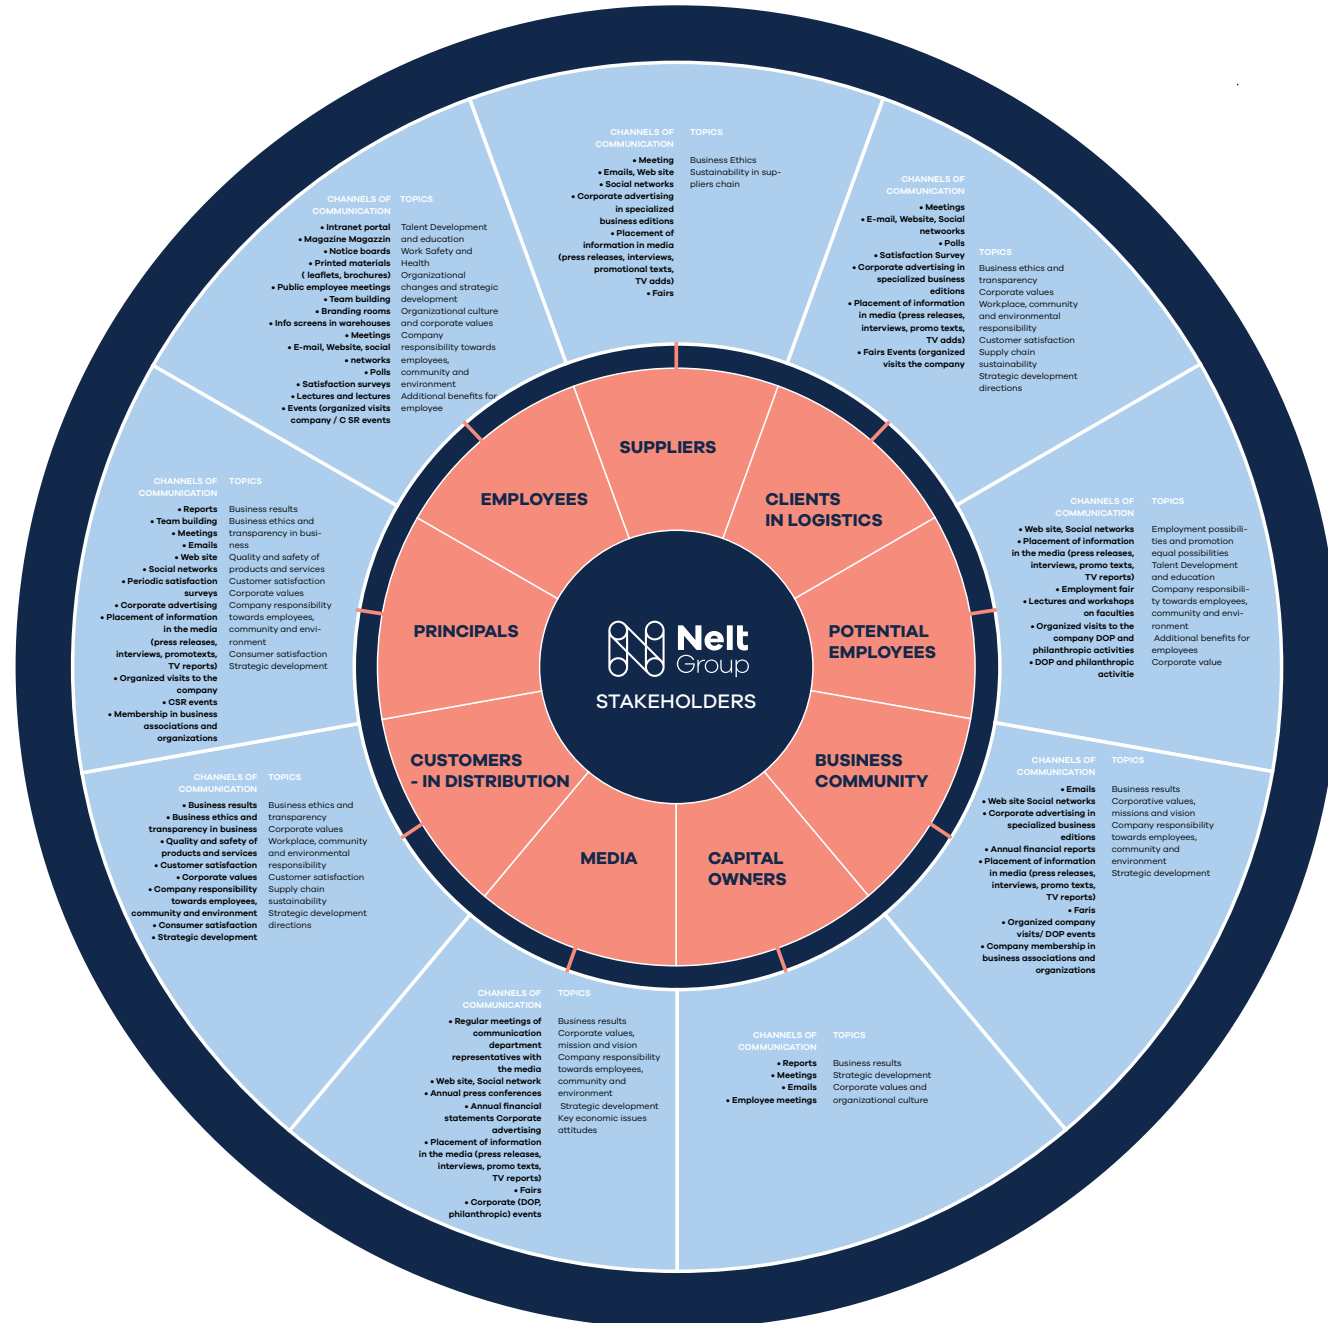 CHANNELS OF
COMMUNICATION
• Meeting
• Emails, Web site
• Social networks
• Corporate advertising
in specialized
business editions
• Placement of
information in media
(press releases, interviews,
promotional texts,
TV adds)
• Fairs
TOPICS
Business Ethics
Sustainability in sup-
pliers chain
CHANNELS OF
COMMUNICATION
• Meetings
• E-mail, Website, Social
netwoorks
• Polls
• Satisfaction Survey
• Corporate advertising in
specialized business
editions
• Placement of information
in media (press releases,
interviews, promo texts,
TV adds)
• Fairs Events (organized
visits the company
TOPICS
Business ethics and
transparency
Corporate values
Workplace, community
and environmental
responsibility
Customer satisfaction
Supply chain
sustainability
Strategic development
directions
CHANNELS OF
COMMUNICATION
• Web site, Social networks
• Placement of information
in the media (press releases,
interviews, promo texts,
TV reports)
• Employment fair
• Lectures and workshops
on faculties
• Organized visits to the
company DOP and
philanthropic activities
• DOP and philanthropic
activitie
TOPICS
Employment possibili-
ties and promotion
equal possibilities
Talent Development
and education
Company responsibili-
ty towards employees,
community and envi-
ronment
Additional benefits for
employees
Corporate value
CHANNELS OF
COMMUNICATION
• Emails
• Web site Social networks
• Corporate advertising in
specialized business
editions
• Annual financial reports
• Placement of information
in media (press releases,
interviews, promo texts,
TV reports)
• Faris
• Organized company
visits/ DOP events
• Company membership in
business associations and
organizations
TOPICS
Business results
Corporative values,
missions and vision
Company responsibility
towards employees,
community and
environment
Strategic development
CHANNELS OF
COMMUNICATION
• Reports
• Meetings
• Emails
• Employee meetings
TOPICS
Business results
Strategic development
Corporate values and
organizational culture
CHANNELS OF
COMMUNICATION
• Regular meetings of
communication
department
representatives with
the media
• Web site, Social network
• Annual press conferences
• Annual financial
statements Corporate
advertising
• Placement of information
in the media (press releases,
interviews, promo texts,
TV reports)
• Fairs
• Corporate (DOP,
philanthropic) events
TOPICS
Business results
Corporate values,
mission and vision
Company responsibility
towards employees,
community and
environment
Strategic development
Key economic issues
attitudes
CHANNELS OF
COMMUNICATION
• Business results
• Business ethics and
transparency in business
• Quality and safety of
products and services
• Customer satisfaction
• Corporate values
• Company responsibility
towards employees,
community and environment
• Consumer satisfaction
• Strategic development
TOPICS
Business ethics and
transparency
Corporate values
Workplace, community
and environmental
responsibility
Customer satisfaction
Supply chain
sustainability
Strategic development
directions
CHANNELS OF
COMMUNICATION
• Reports
• Team building
• Meetings
• Emails
• Web site
• Social networks
• Periodic satisfaction
surveys
• Corporate advertising
• Placement of information
in the media
(press releases,
interviews, promotexts,
TV reports)
• Organized visits to the
company
• CSR events
• Membership in business
associations and
organizations
TOPICS
Business results
Business ethics and
transparency in busi-
ness
Quality and safety of
products and services
Customer satisfaction
Corporate values
Company responsibility
towards employees,
community and envi-
ronment
Consumer satisfaction
Strategic development
CHANNELS OF
COMMUNICATION
• Intranet portal
• Magazine Magazzin
• Notice boards
• Printed materials
( leaflets, brochures)
• Public employee meetings
• Team building
• Branding rooms
• Info screens in warehouses
• Meetings
• E-mail, Website, social
• networks
• Polls
• Satisfaction surveys
• Lectures and lectures
• Events (organized visits
company / C SR events
TOPICS
Talent Development
and education
Work Safety and
Health
Organizational
changes and strategic
development
Organizational culture
and corporate values
Company
responsibility towards
employees,
community and
environment
Additional benefits for
employee
SUPPLIERS
CLIENTS
IN LOGISTICS
POTENTIAL
EMPLOYEES
BUSINESS
COMMUNITY
CAPITAL
OWNERS
MEDIA
CUSTOMERS
- IN DISTRIBUTION
PRINCIPALS
EMPLOYEES
Nelt
Group
STAKEHOLDERS